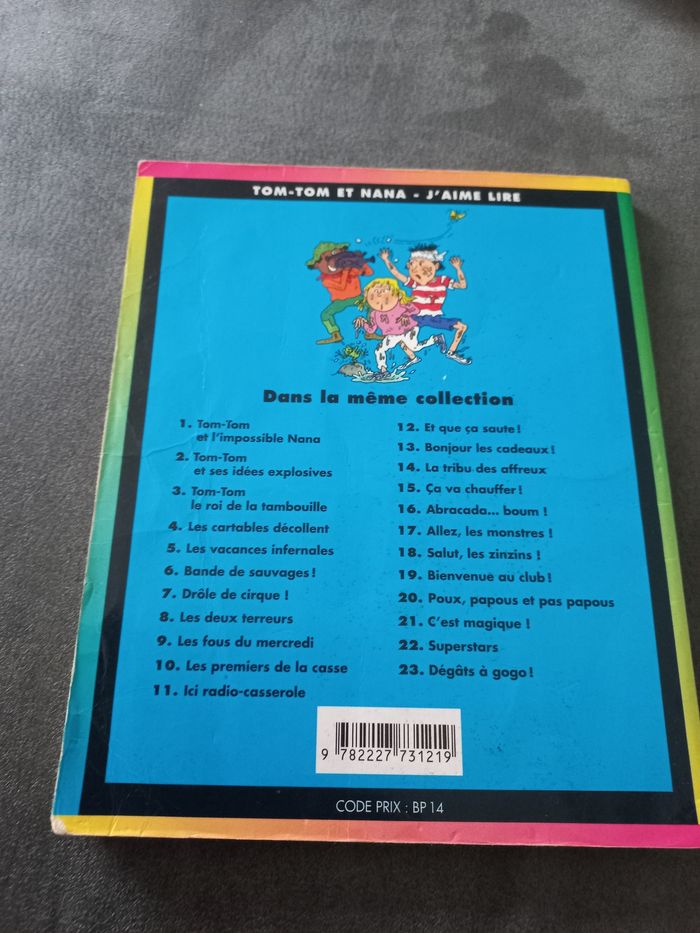 TOM-TOM ET NANA - J'AIME LIRE
Dans la même collection
1. Tom-Tom
et l'impossible Nana
2. Tom-Tom
et ses idées explosives
3. Tom-Tom
le roi de la tambouille
4. Les cartables décollent
5. Les vacances infernales
6. Bande de sauvages !
7. Drôle de cirque !
8. Les deux terreurs
9. Les fous du mercredi
10. Les premiers de la casse
11. Ici radio-casserole
12. Et que ça saute !
13. Bonjour les cadeaux !
14. La tribu des affreux
15. Ça va chauffer !
16. Abracada... boum !
17. Allez, les monstres !
18. Salut, les zinzins !
19. Bienvenue au club !
20. Poux, papous et pas papous
21. C'est magique !
22. Superstars
23. Dégâts à gogo !
9 782227 731219
CODE PRIX : BP 14